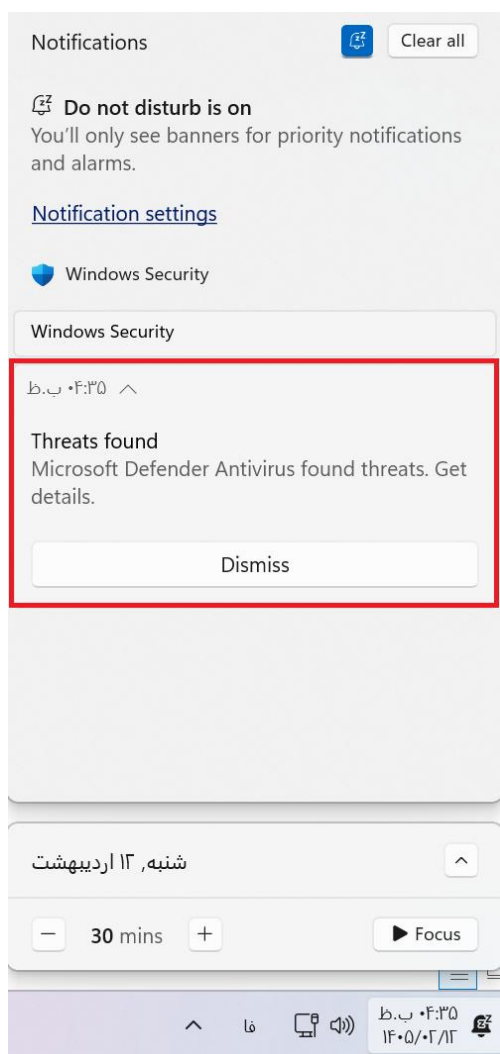 Notifications
Clear all
Do not disturb is on
You'll only see banners for priority notifications
and alarms.
Notification settings
Windows Security
Windows Security
۰۴:۳۵ ب.ظ
Threats found
Microsoft Defender Antivirus found threats. Get
details.
Dismiss
شنبه, ۱۲ اردیبهشت
30 mins
Focus
فا
۰۴:۳۵ ب.ظ
۱۴۰۵/۰۲/۱۲